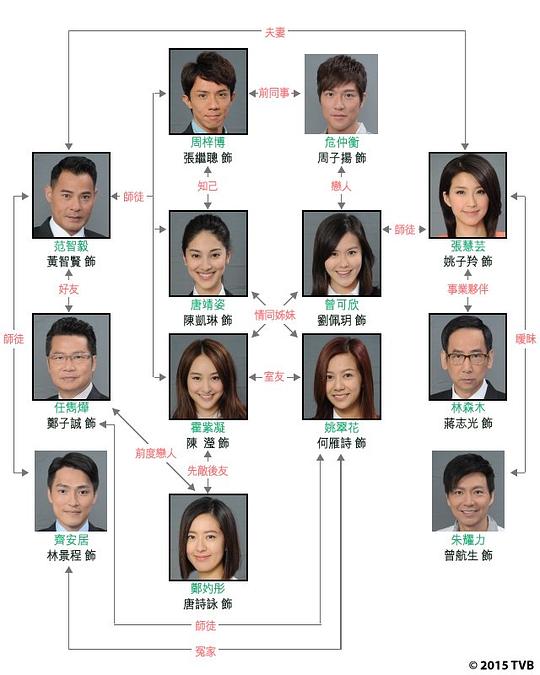 夫妻
前同事
周梓博
張繼聰 飾
危仲衡
周子揚 飾
師徒
知己
戀人
師徒
范智毅
黃智賢 飾
張慧芸
姚子羚 飾
好友
唐靖姿
陳凱琳 飾
情同姊妹
曾可欣
劉佩玥 飾
事業夥伴
師徒
曖昧
室友
任雋燁
鄭子誠 飾
霍紫凝
陳 瀅 飾
姚翠花
何雁詩 飾
林森木
蔣志光 飾
前度戀人
先敵後友
齊安居
林景程 飾
朱耀力
曾航生 飾
鄭妁彤
唐詩詠 飾
師徒
冤家
© 2015 TVB